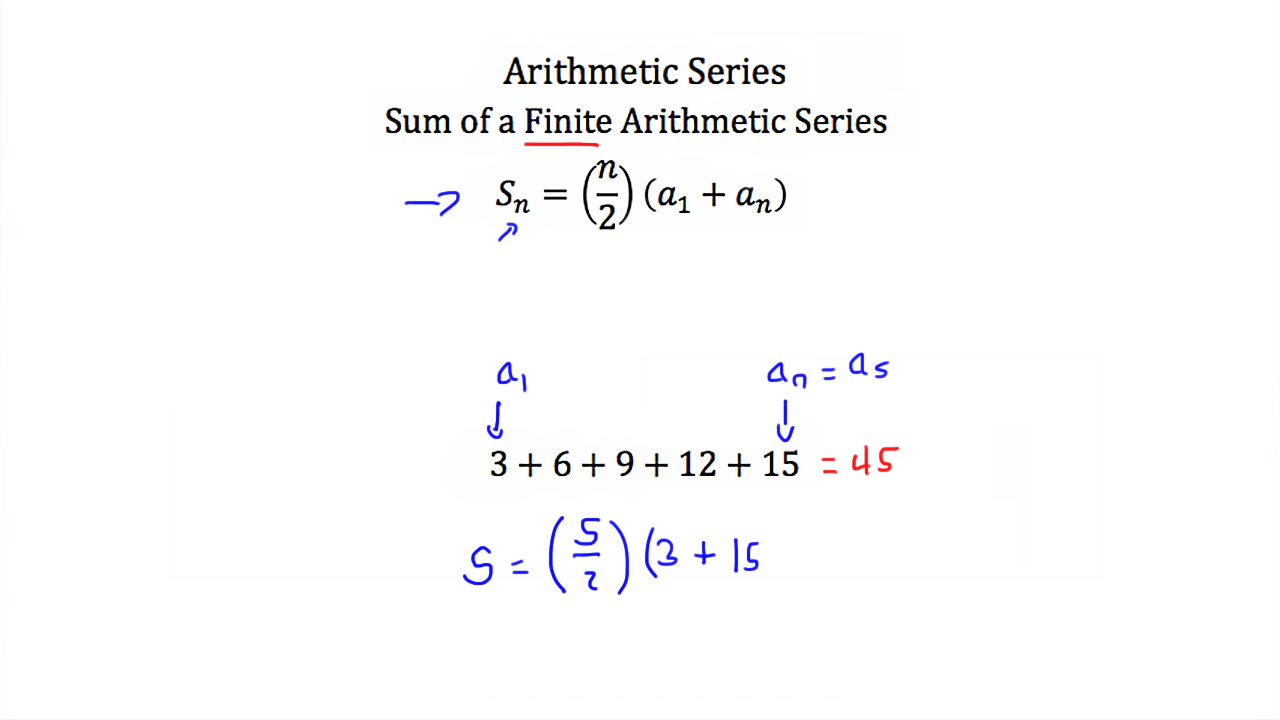 Arithmetic Series
Sum of a Finite Arithmetic Series
→ Sₙ = (n/2) (a₁ + aₙ)
a₁ aₙ = a₅
3 + 6 + 9 + 12 + 15 = 45
S = (5/2) (3 + 15